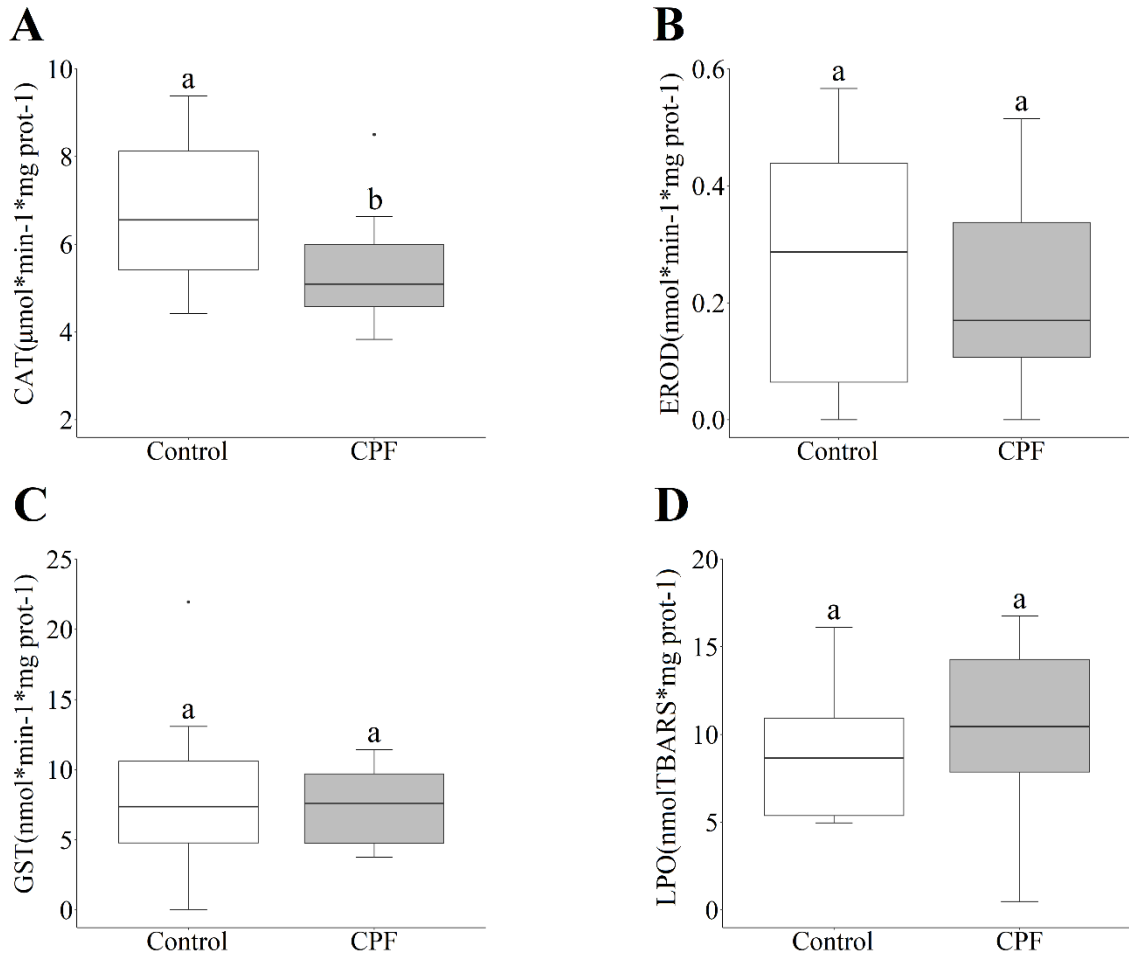 A
CAT(μmol*min-1*mg prot-1)
10
8
6
4
2
a
b
Control
CPF
B
EROD(nmol*min-1*mg prot-1)
0.6
0.4
0.2
0.0
a
a
Control
CPF
C
GST(nmol*min-1*mg prot-1)
25
20
15
10
5
0
a
a
Control
CPF
D
LPO(nmolTBARS*mg prot-1)
20
15
10
5
0
a
a
Control
CPF